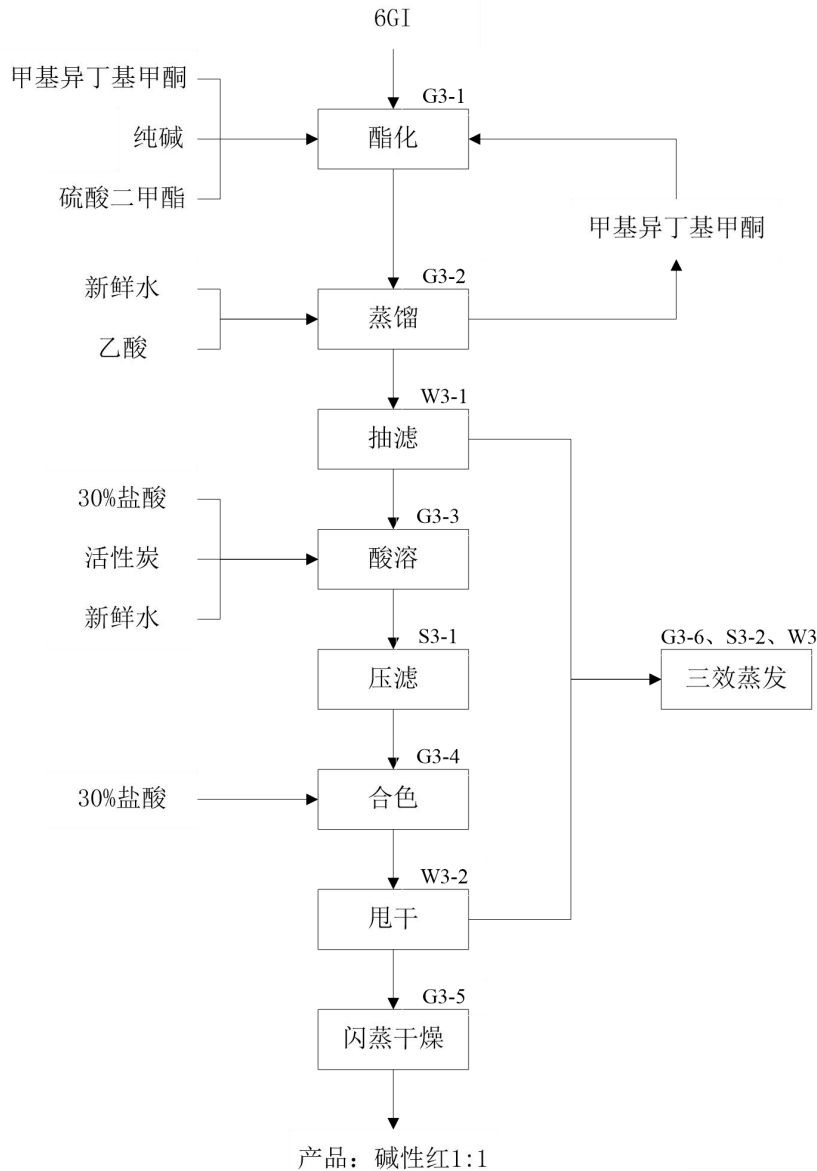 6GI
甲基异丁基甲酮
G3-1
纯碱
酯化
硫酸二甲酯
甲基异丁基甲酮
新鲜水
G3-2
蒸馏
乙酸
W3-1
抽滤
30%盐酸
G3-3
活性炭
酸溶
新鲜水
S3-1
G3-6、S3-2、W3
压滤
三效蒸发
G3-4
30%盐酸
合色
W3-2
甩干
G3-5
闪蒸干燥
产品：碱性红1:1